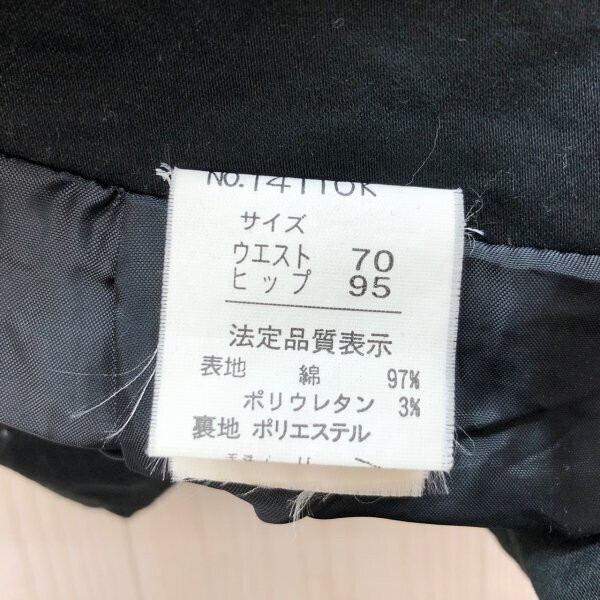 No.14110K
サイズ
ウエスト 70
ヒップ 95
法定品質表示
表地 綿 97%
ポリウレタン 3%
裏地 ポリエステル